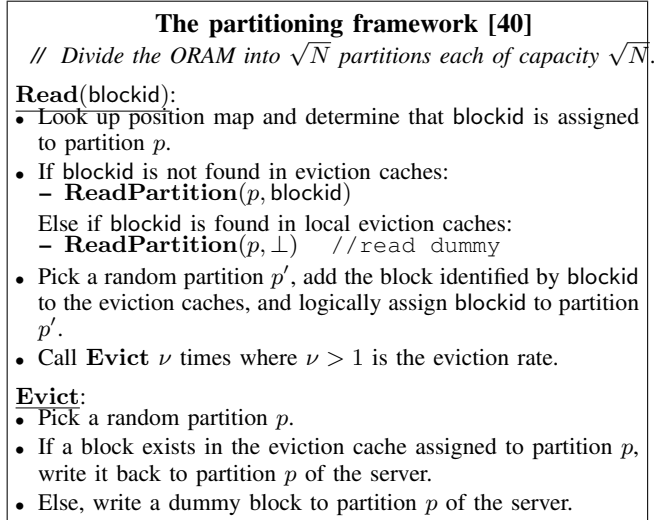 The partitioning framework [40]
// Divide the ORAM into √N partitions each of capacity √N.
Read(blockid):
• Look up position map and determine that blockid is assigned
to partition p.
• If blockid is not found in eviction caches:
– ReadPartition(p, blockid)
Else if blockid is found in local eviction caches:
– ReadPartition(p, ⊥) //read dummy
• Pick a random partition p′, add the block identified by blockid
to the eviction caches, and logically assign blockid to partition
p′.
• Call Evict ν times where ν > 1 is the eviction rate.
Evict:
• Pick a random partition p.
• If a block exists in the eviction cache assigned to partition p,
write it back to partition p of the server.
• Else, write a dummy block to partition p of the server.